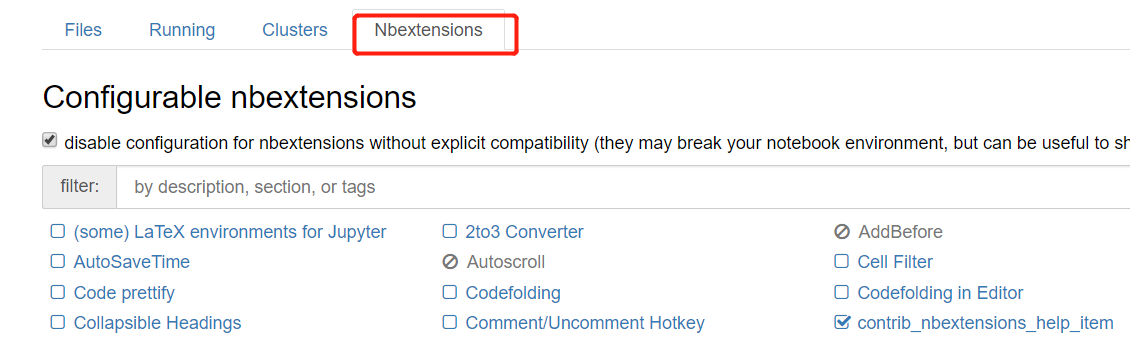 Files Running Clusters Nbextensions
Configurable nbextensions
disable configuration for nbextensions without explicit compatibility (they may break your notebook environment, but can be useful to sh
filter: by description, section, or tags
(some) LaTeX environments for Jupyter 2to3 Converter AddBefore
AutoSaveTime Autoscroll Cell Filter
Code prettify Codefolding Codefolding in Editor
Collapsible Headings Comment/Uncomment Hotkey contrib_nbextensions_help_item